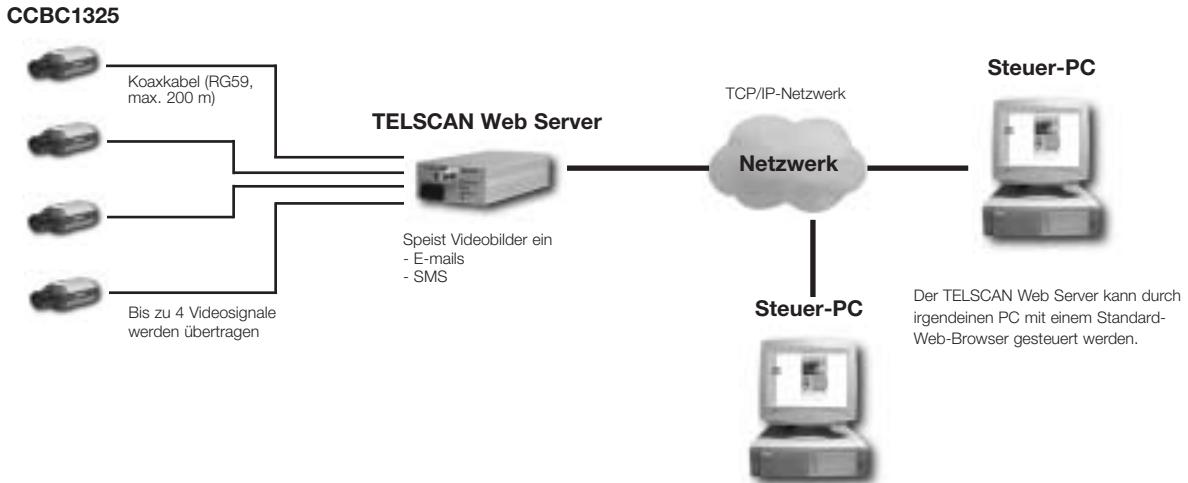 CCBC1325
Koaxkabel (RG59,
max. 200 m)
TELSCAN Web Server
Speist Videobilder ein
- E-mails
- SMS
Bis zu 4 Videosignale
werden übertragen
TCP/IP-Netzwerk
Netzwerk
Steuer-PC
Der TELSCAN Web Server kann durch
irgendeinen PC mit einem Standard-
Web-Browser gesteuert werden.
Steuer-PC